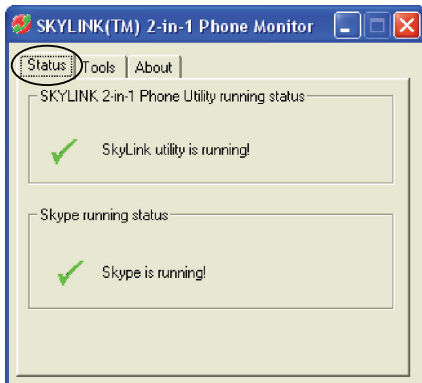 SKYLINK(TM) 2-in-1 Phone Monitor
Status Tools About
SKYLINK 2-in-1 Phone Utility running status
SkyLink utility is running!
Skype running status
Skype is running!